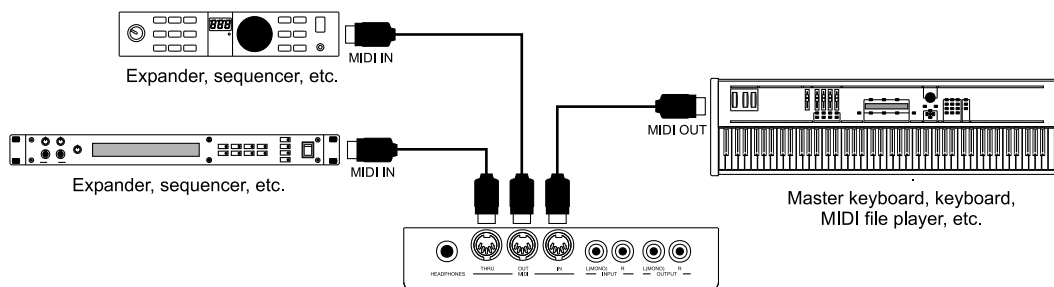 MIDI IN
Expander, sequencer, etc.
MIDI OUT
MIDI IN
Expander, sequencer, etc.
Master keyboard, keyboard,
MIDI file player, etc.
HEADPHONES
THRU
OUT
IN
MIDI
L(MONO)
R
INPUT
L(MONO)
R
OUTPUT